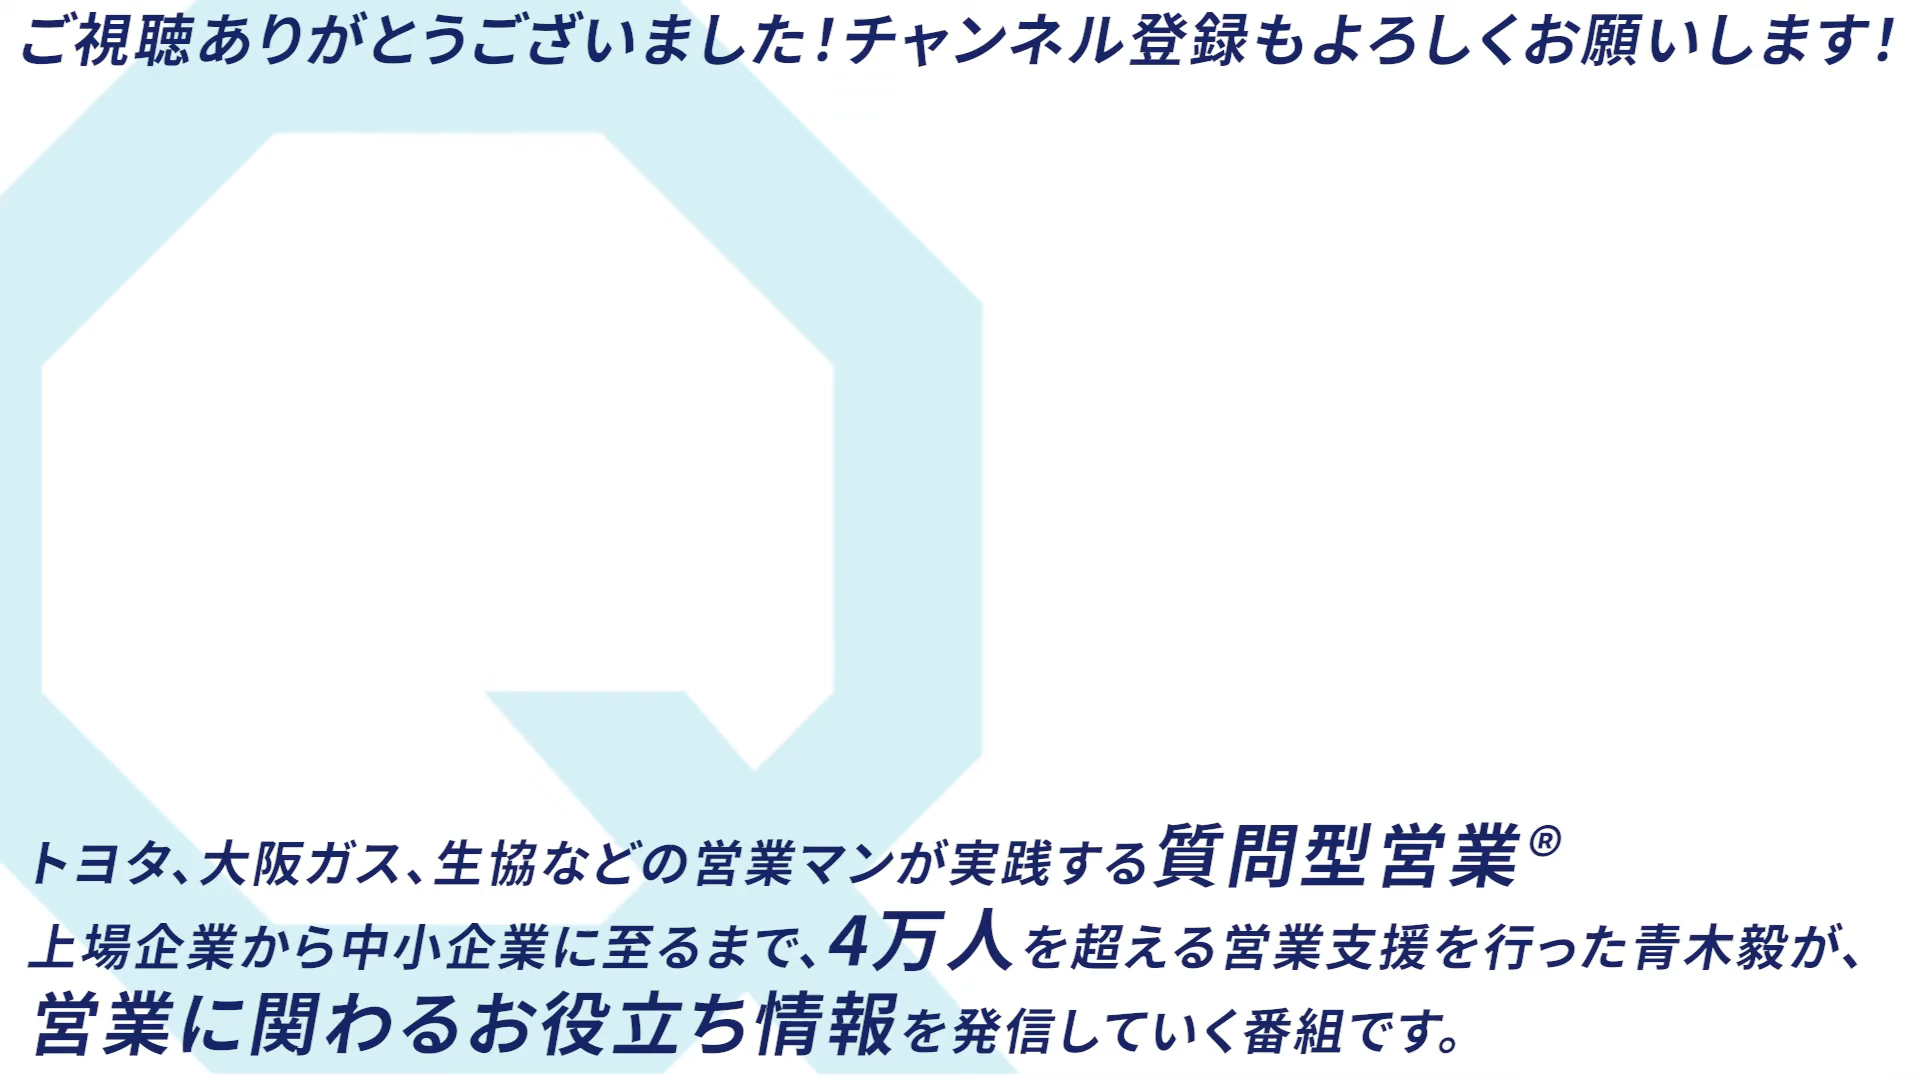 ご視聴ありがとうございました！チャンネル登録もよろしくお願いします！
トヨタ、大阪ガス、生協などの営業マンが実践する質問型営業®
上場企業から中小企業に至るまで、4万人を超える営業支援を行った青木毅が、
営業に関わるお役立ち情報を発信していく番組です。